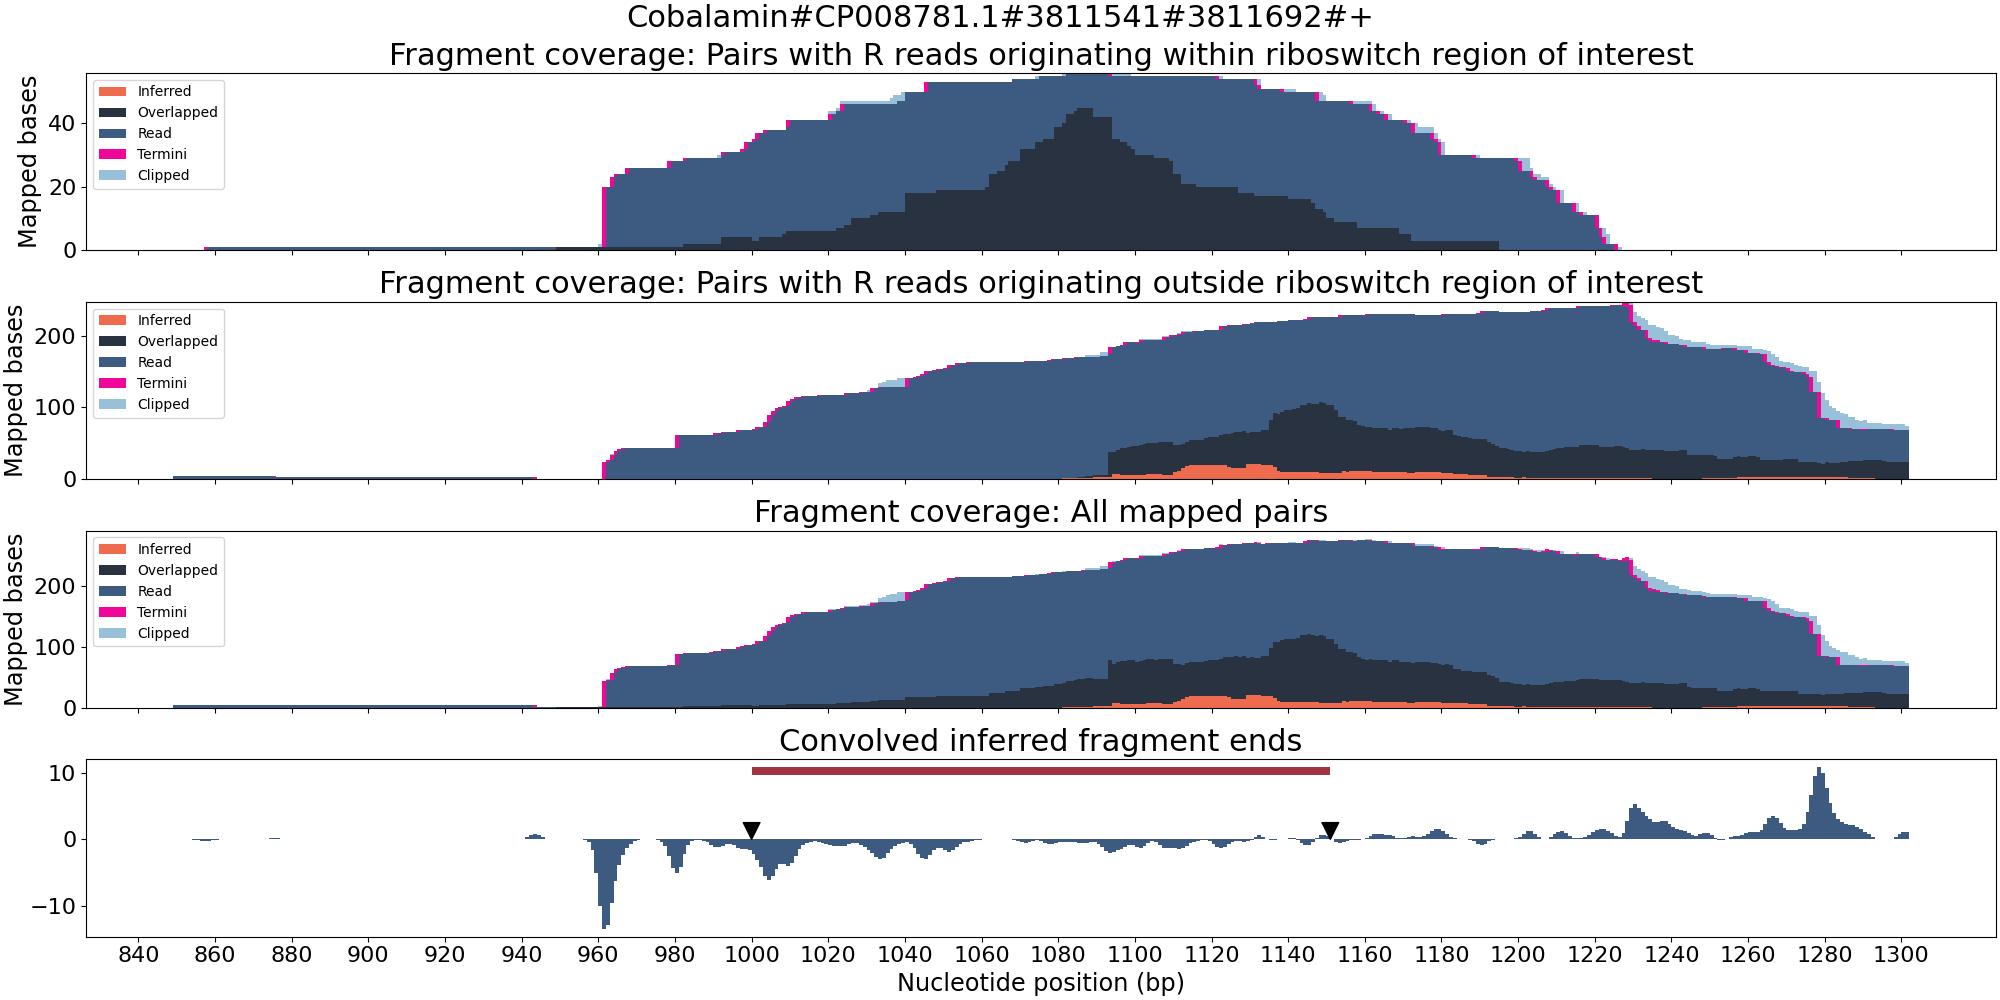 Cobalamin#CP008781.1#3811541#3811692#+
Fragment coverage: Pairs with R reads originating within riboswitch region of interest
Mapped bases
40
20
0
Inferred
Overlapped
Read
Termini
Clipped
Fragment coverage: Pairs with R reads originating outside riboswitch region of interest
Mapped bases
200
100
0
Inferred
Overlapped
Read
Termini
Clipped
Fragment coverage: All mapped pairs
Mapped bases
200
100
0
Inferred
Overlapped
Read
Termini
Clipped
Convolved inferred fragment ends
10
0
−10
840 860 880 900 920 940 960 980 1000 1020 1040 1060 1080 1100 1120 1140 1160 1180 1200 1220 1240 1260 1280 1300
Nucleotide position (bp)